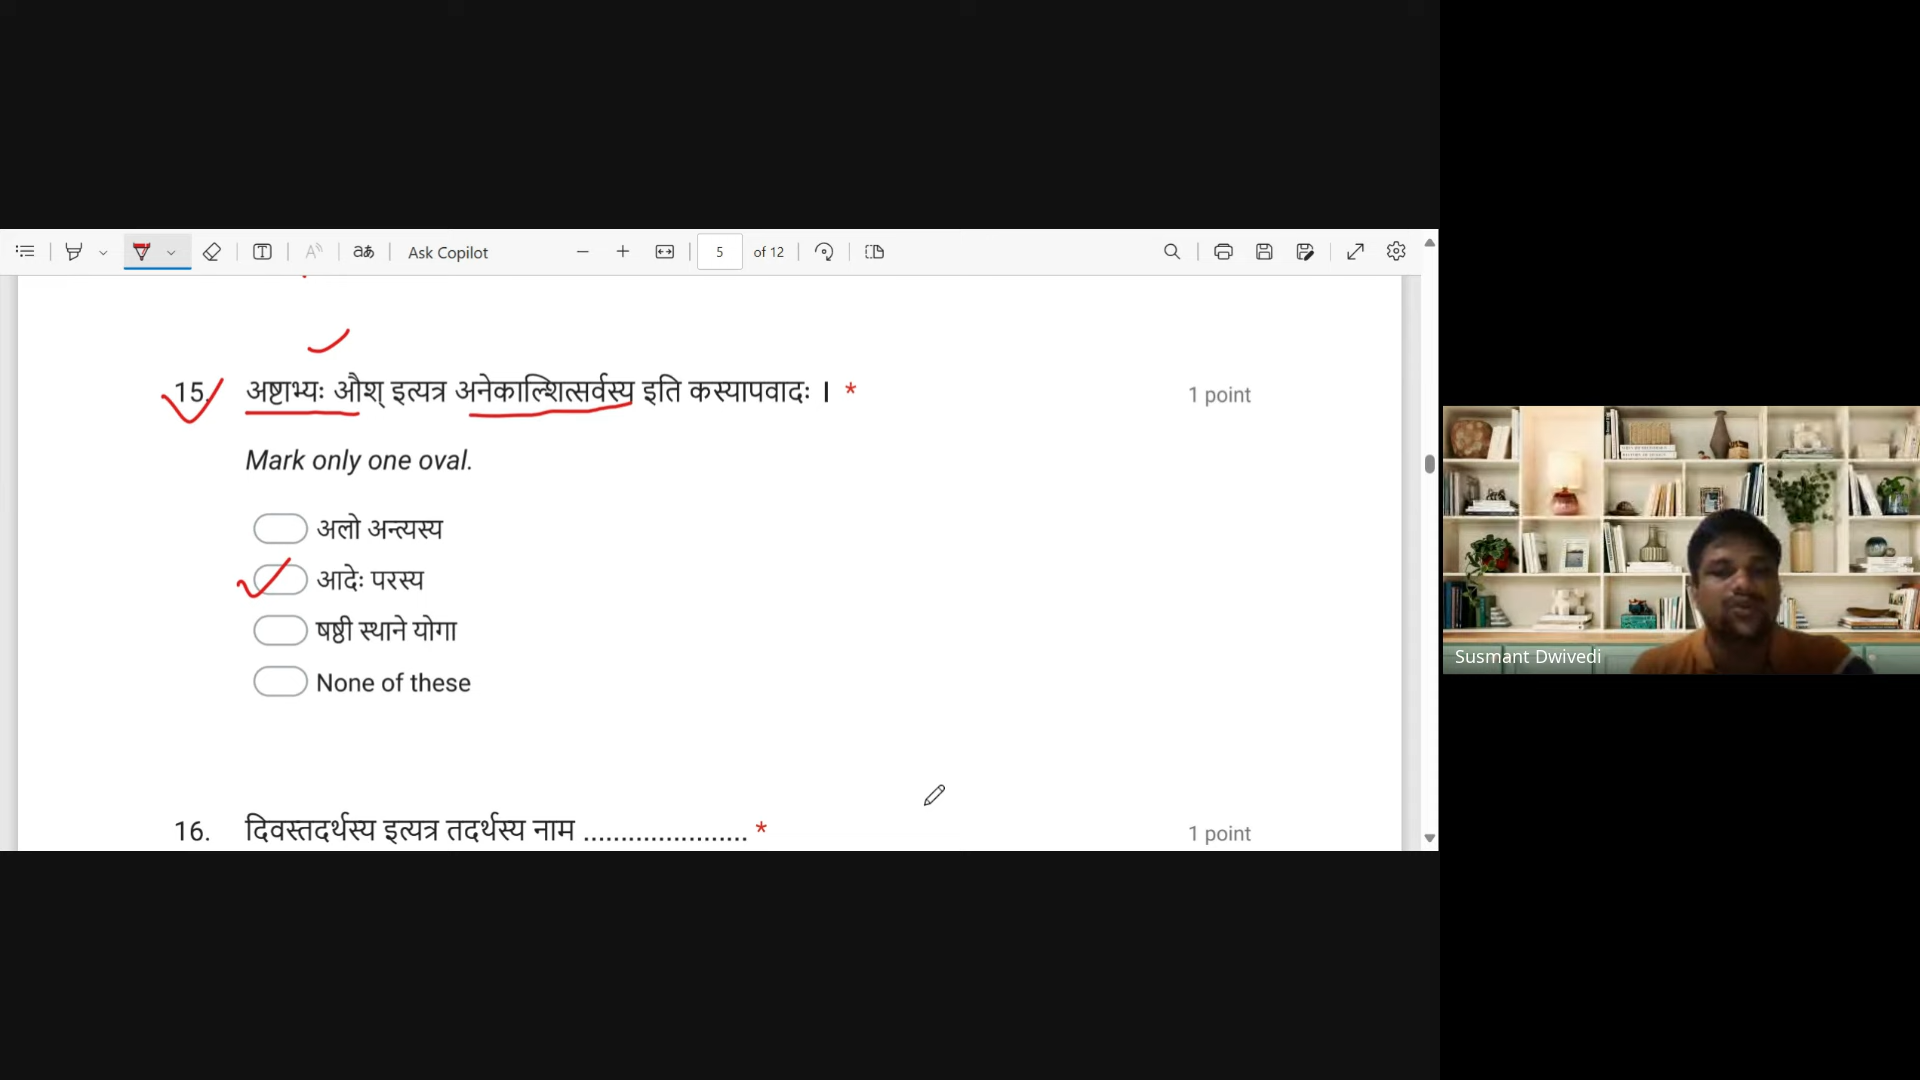 aあ Ask Copilot 5 of 12
15. अष्टाभ्यः औश् इत्यत्र अनेकाल्शित्सर्वस्य इति कस्यापवादः । * 1 point
Mark only one oval.
अलो अन्त्यस्य
आदेः परस्य
षष्ठी स्थाने योगा
None of these
Susmant Dwivedi
16. दिवस्तदर्थस्य इत्यत्र तदर्थस्य नाम ...................... * 1 point